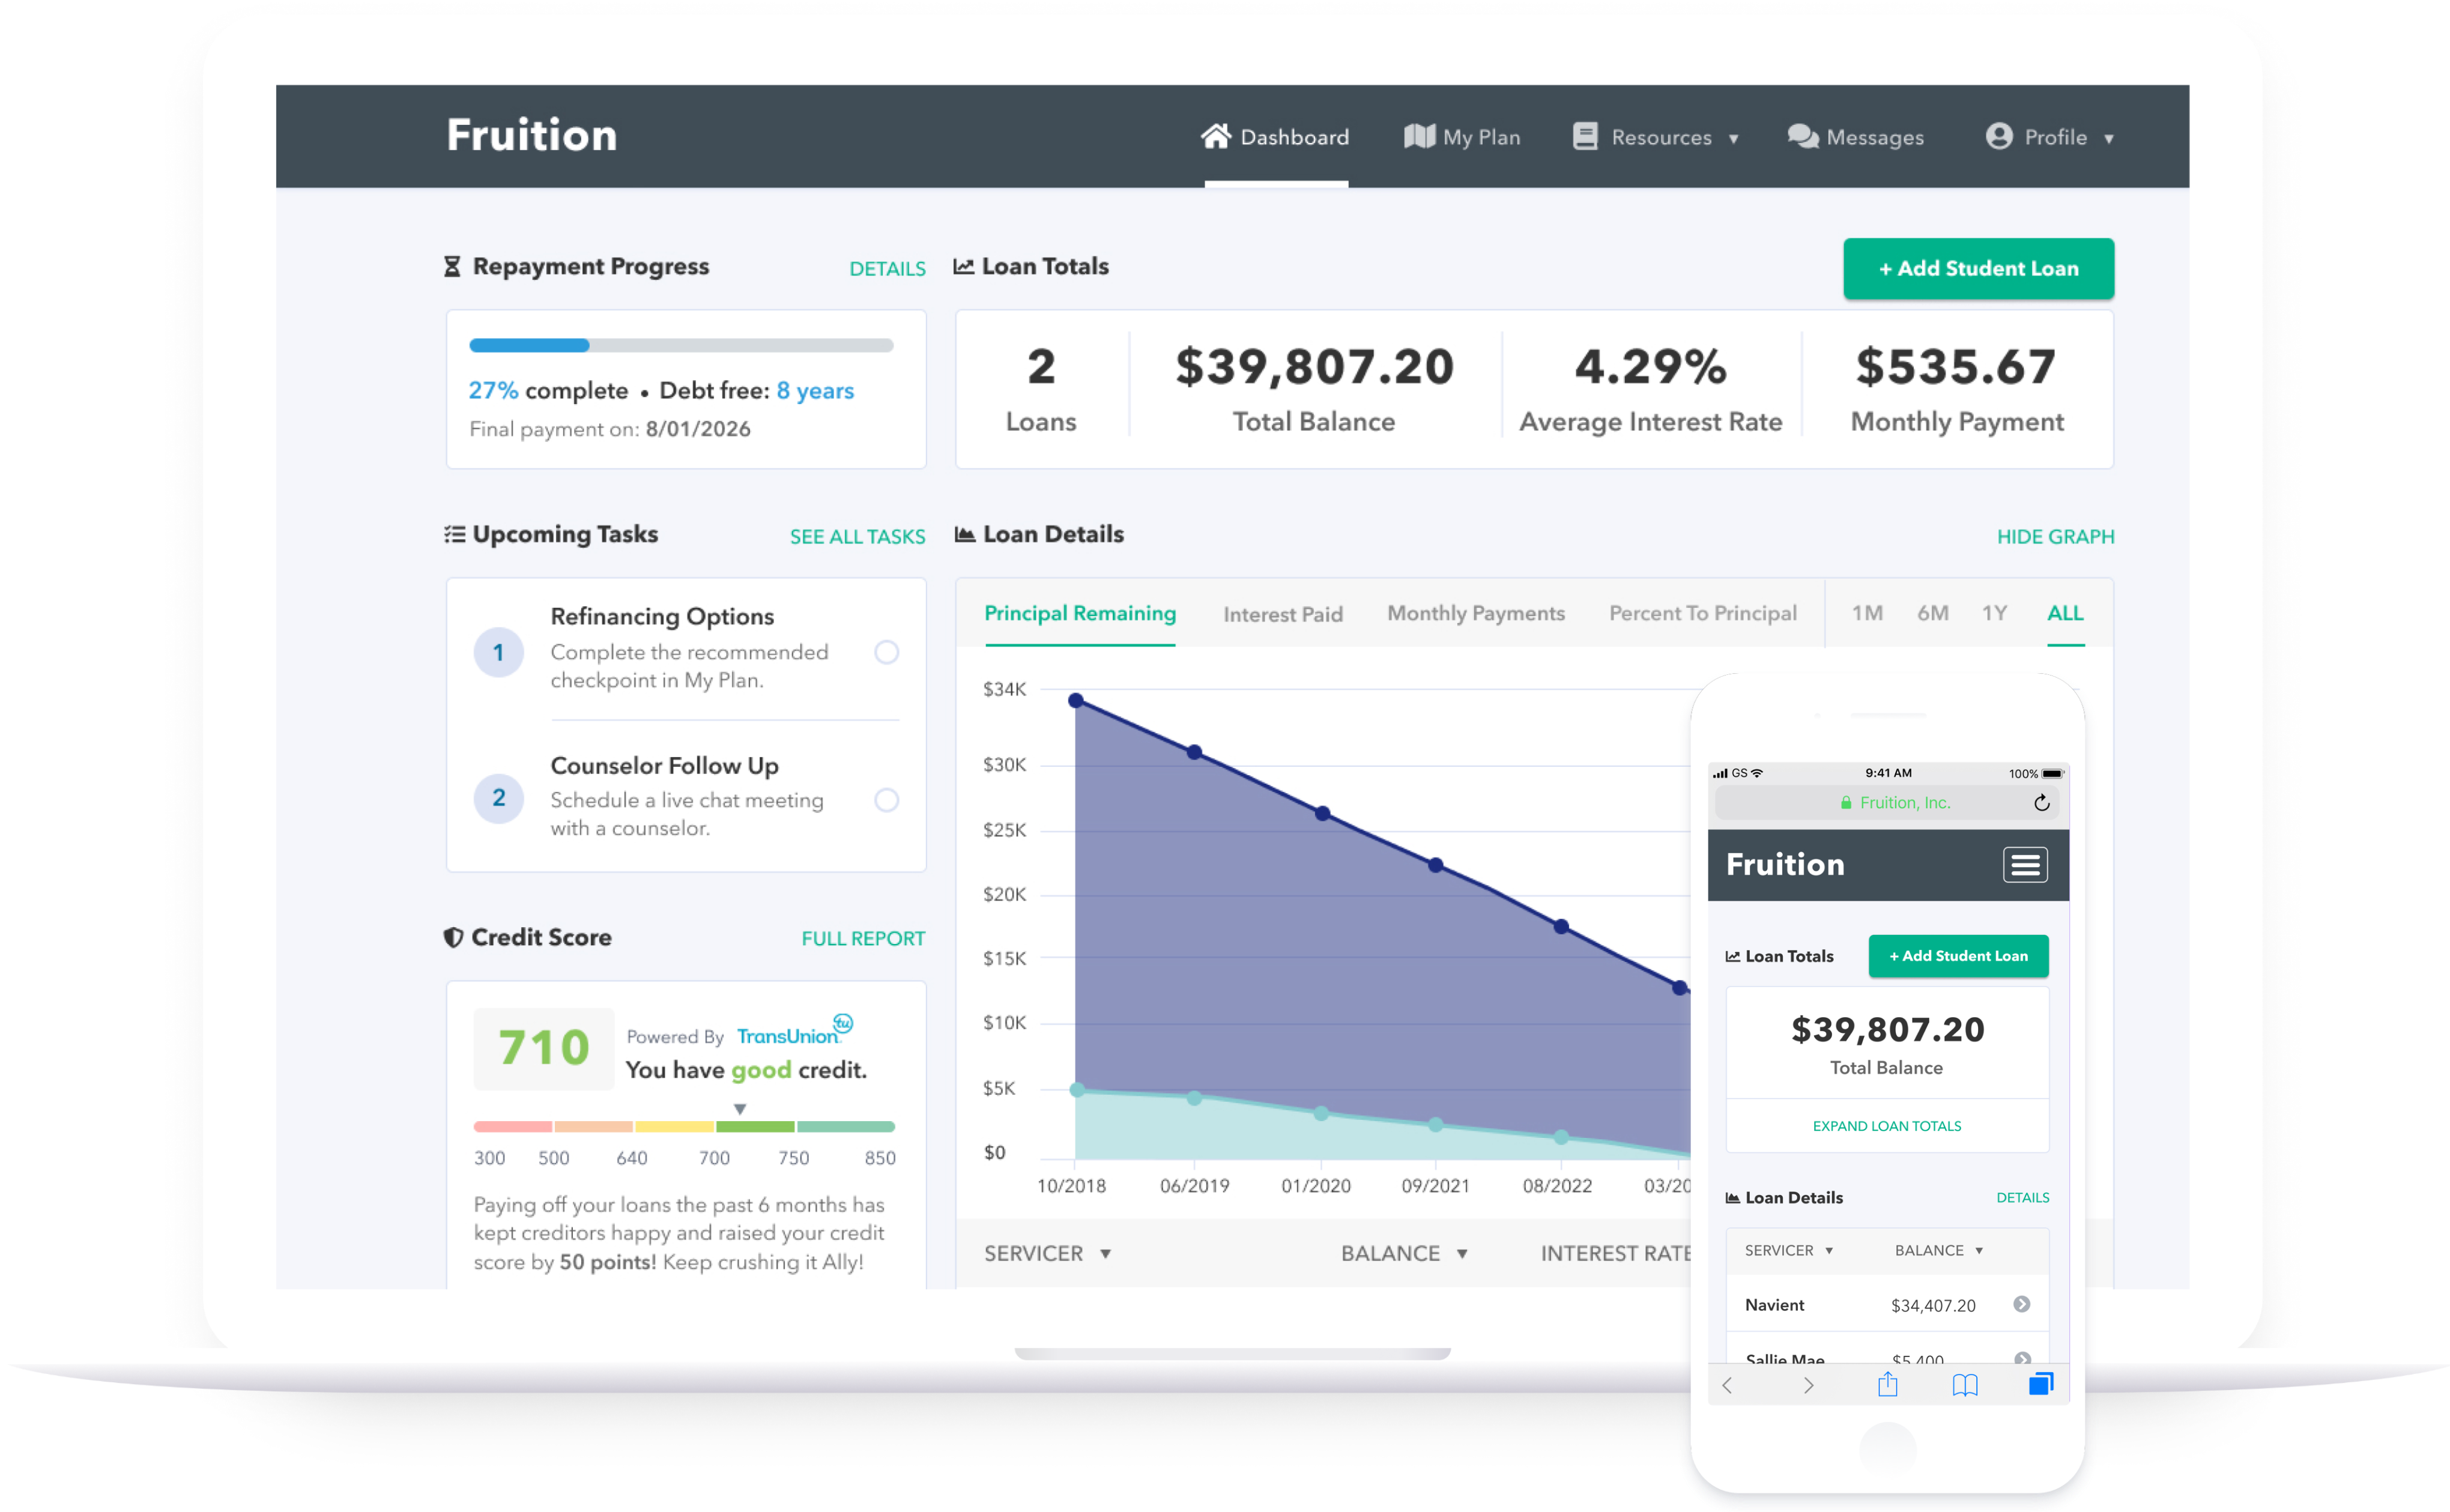 Fruition
Dashboard
My Plan
Resources
Messages
Profile
Repayment Progress
DETAILS
27% complete • Debt free: 8 years
Final payment on: 8/01/2026
Loan Totals
+ Add Student Loan
2
Loans
$39,807.20
Total Balance
4.29%
Average Interest Rate
$535.67
Monthly Payment
Upcoming Tasks
SEE ALL TASKS
1
Refinancing Options
Complete the recommended
checkpoint in My Plan.
2
Counselor Follow Up
Schedule a live chat meeting
with a counselor.
Credit Score
FULL REPORT
710
Powered By TransUnion
tu
You have good credit.
300 500 640 700 750 850
Paying off your loans the past 6 months has
kept creditors happy and raised your credit
score by 50 points! Keep crushing it Ally!
Loan Details
HIDE GRAPH
Principal Remaining
Interest Paid
Monthly Payments
Percent To Principal
1M 6M 1Y ALL
$34K
$30K
$25K
$20K
$15K
$10K
$5K
$0
10/2018 06/2019 01/2020 09/2021 08/2022 03/20
SERVICER BALANCE INTEREST RATE
GS 9:41 AM 100%
Fruition, Inc.
Fruition
Loan Totals
+ Add Student Loan
$39,807.20
Total Balance
EXPAND LOAN TOTALS
Loan Details
DETAILS
SERVICER BALANCE
Navient $34,407.20
Sallie Mae $5,400